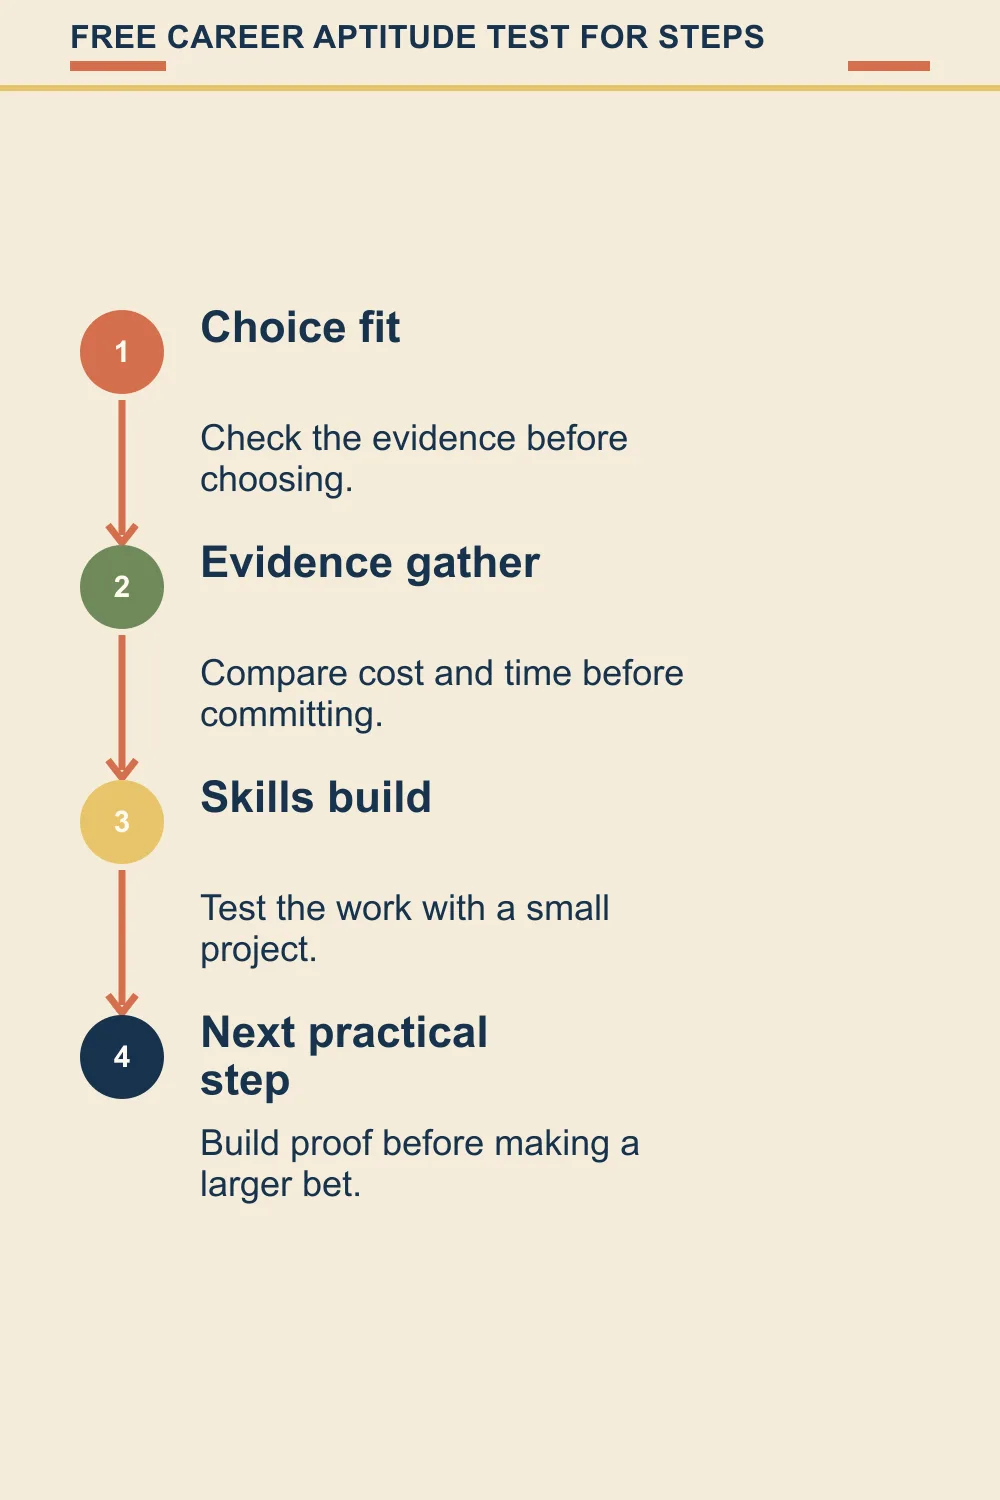 FREE CAREER APTITUDE TEST FOR STEPS
1
Choice fit
Check the evidence before
choosing.
2
Evidence gather
Compare cost and time before
committing.
3
Skills build
Test the work with a small
project.
4
Next practical
step
Build proof before making a
larger bet.